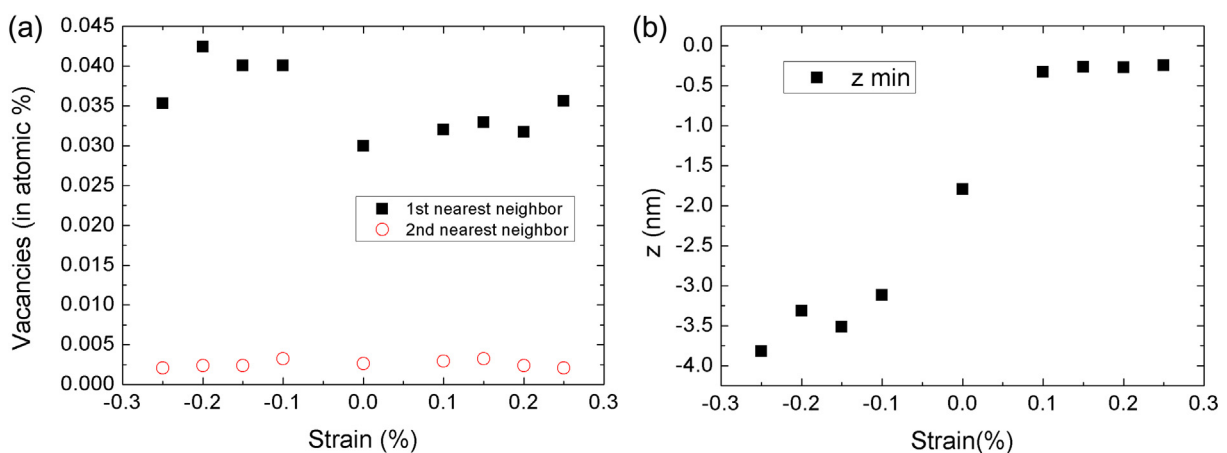 (a)
Vacancies (in atomic %)
0.045
0.040
0.035
0.030
0.025
0.020
0.015
0.010
0.005
0.000
1st nearest neighbor
2nd nearest neighbor
-0.3 -0.2 -0.1 0.0 0.1 0.2 0.3
Strain (%)
(b)
z (nm)
0.0
-0.5
-1.0
-1.5
-2.0
-2.5
-3.0
-3.5
-4.0
z min
-0.3 -0.2 -0.1 0.0 0.1 0.2 0.3
Strain(%)